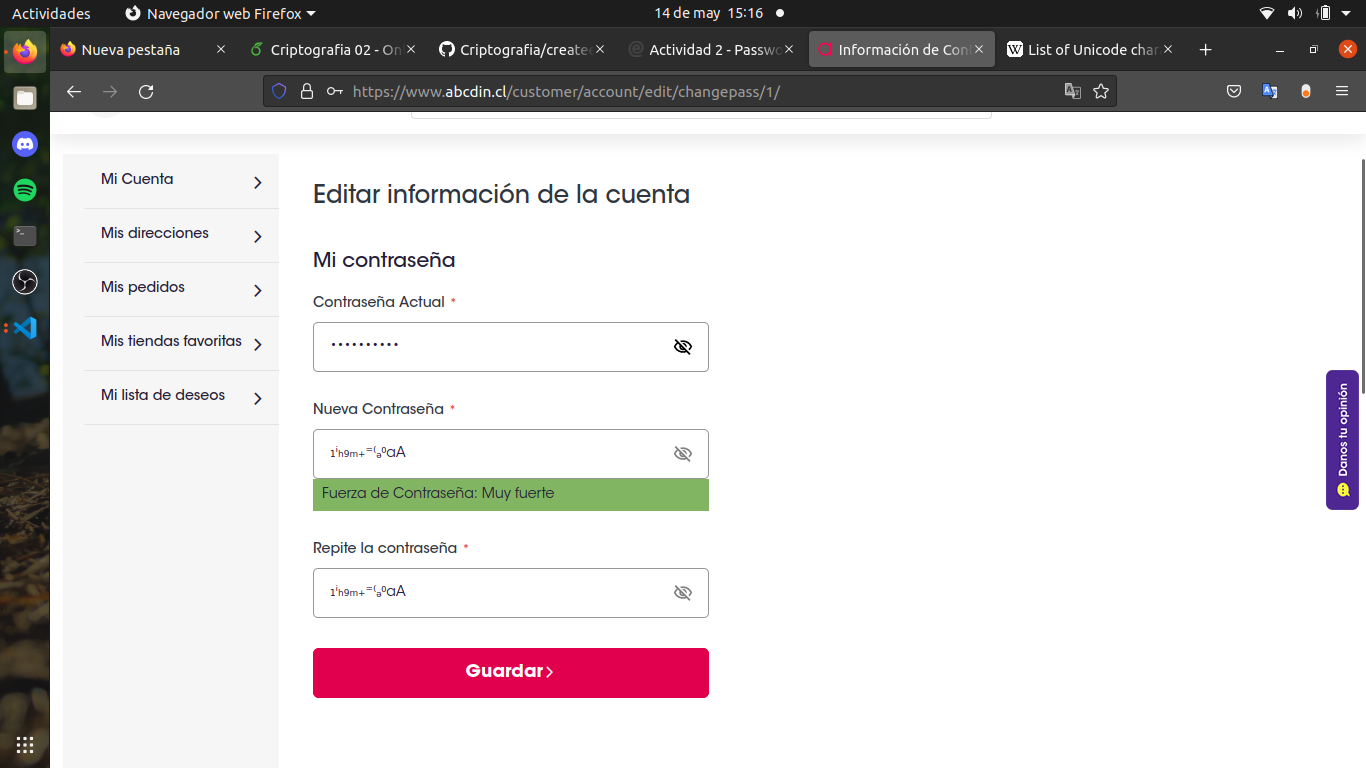 Actividades Navegador web Firefox 14 de may 15:16
Nueva pestaña Criptografia 02 - On Criptografia/create Actividad 2 - Passwo Información de Con List of Unicode char
https://www.abcdin.cl/customer/account/edit/changepass/1/
Mi Cuenta
Mis direcciones
Mis pedidos
Mis tiendas favoritas
Mi lista de deseos
Editar información de la cuenta
Mi contraseña
Contraseña Actual *
••••••••••
Nueva Contraseña *
₁ⁱₕ₉ₘ₊⁼⁽ₔ⁰aA
Fuerza de Contraseña: Muy fuerte
Repite la contraseña *
₁ⁱₕ₉ₘ₊⁼⁽ₔ⁰aA
Guardar
Danos tu opinión